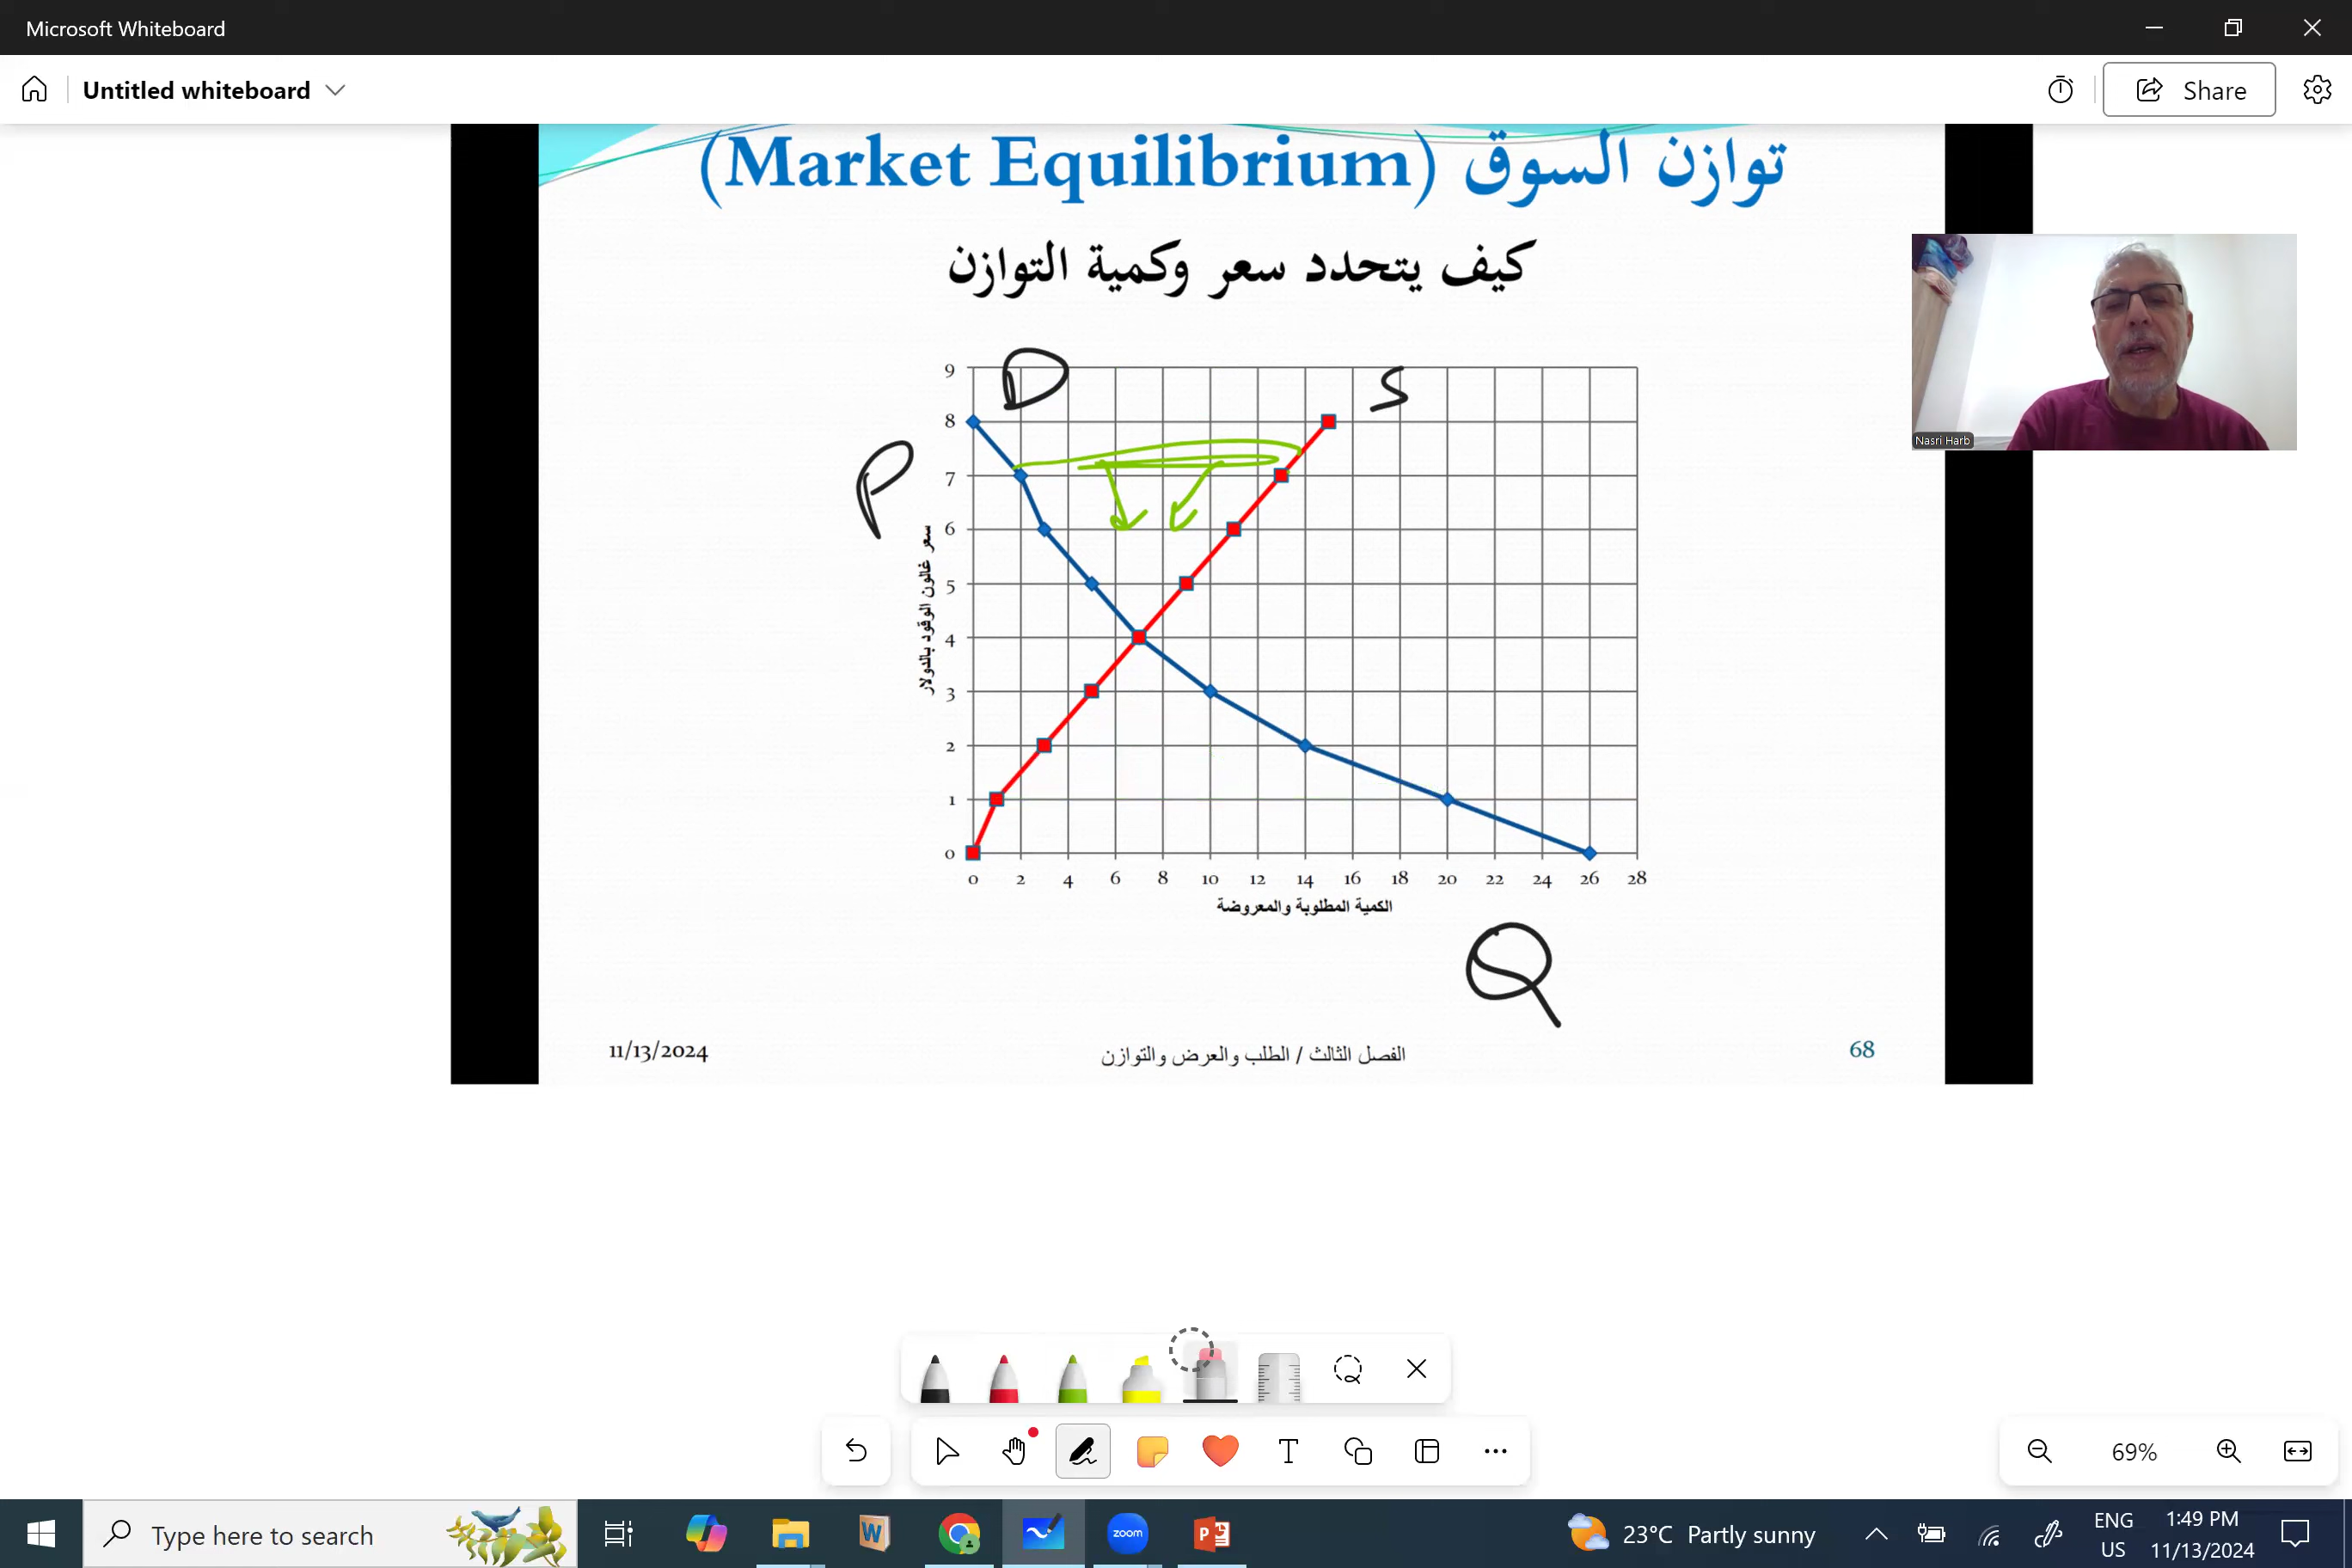 Microsoft Whiteboard
Untitled whiteboard
Share
توازن السوق (Market Equilibrium)
كيف يتحدد سعر وكمية التوازن
Nasri Harb
D
S
P
سعر غالون الوقود بالدولار
9
8
7
6
5
4
3
2
1
0
0 2 4 6 8 10 12 14 16 18 20 22 24 26 28
الكمية المطلوبة والمعروضة
Q
11/13/2024
الفصل الثالث / الطلب والعرض والتوازن
68
69%
Type here to search
zoom
23°C Partly sunny
ENG
US
1:49 PM
11/13/2024